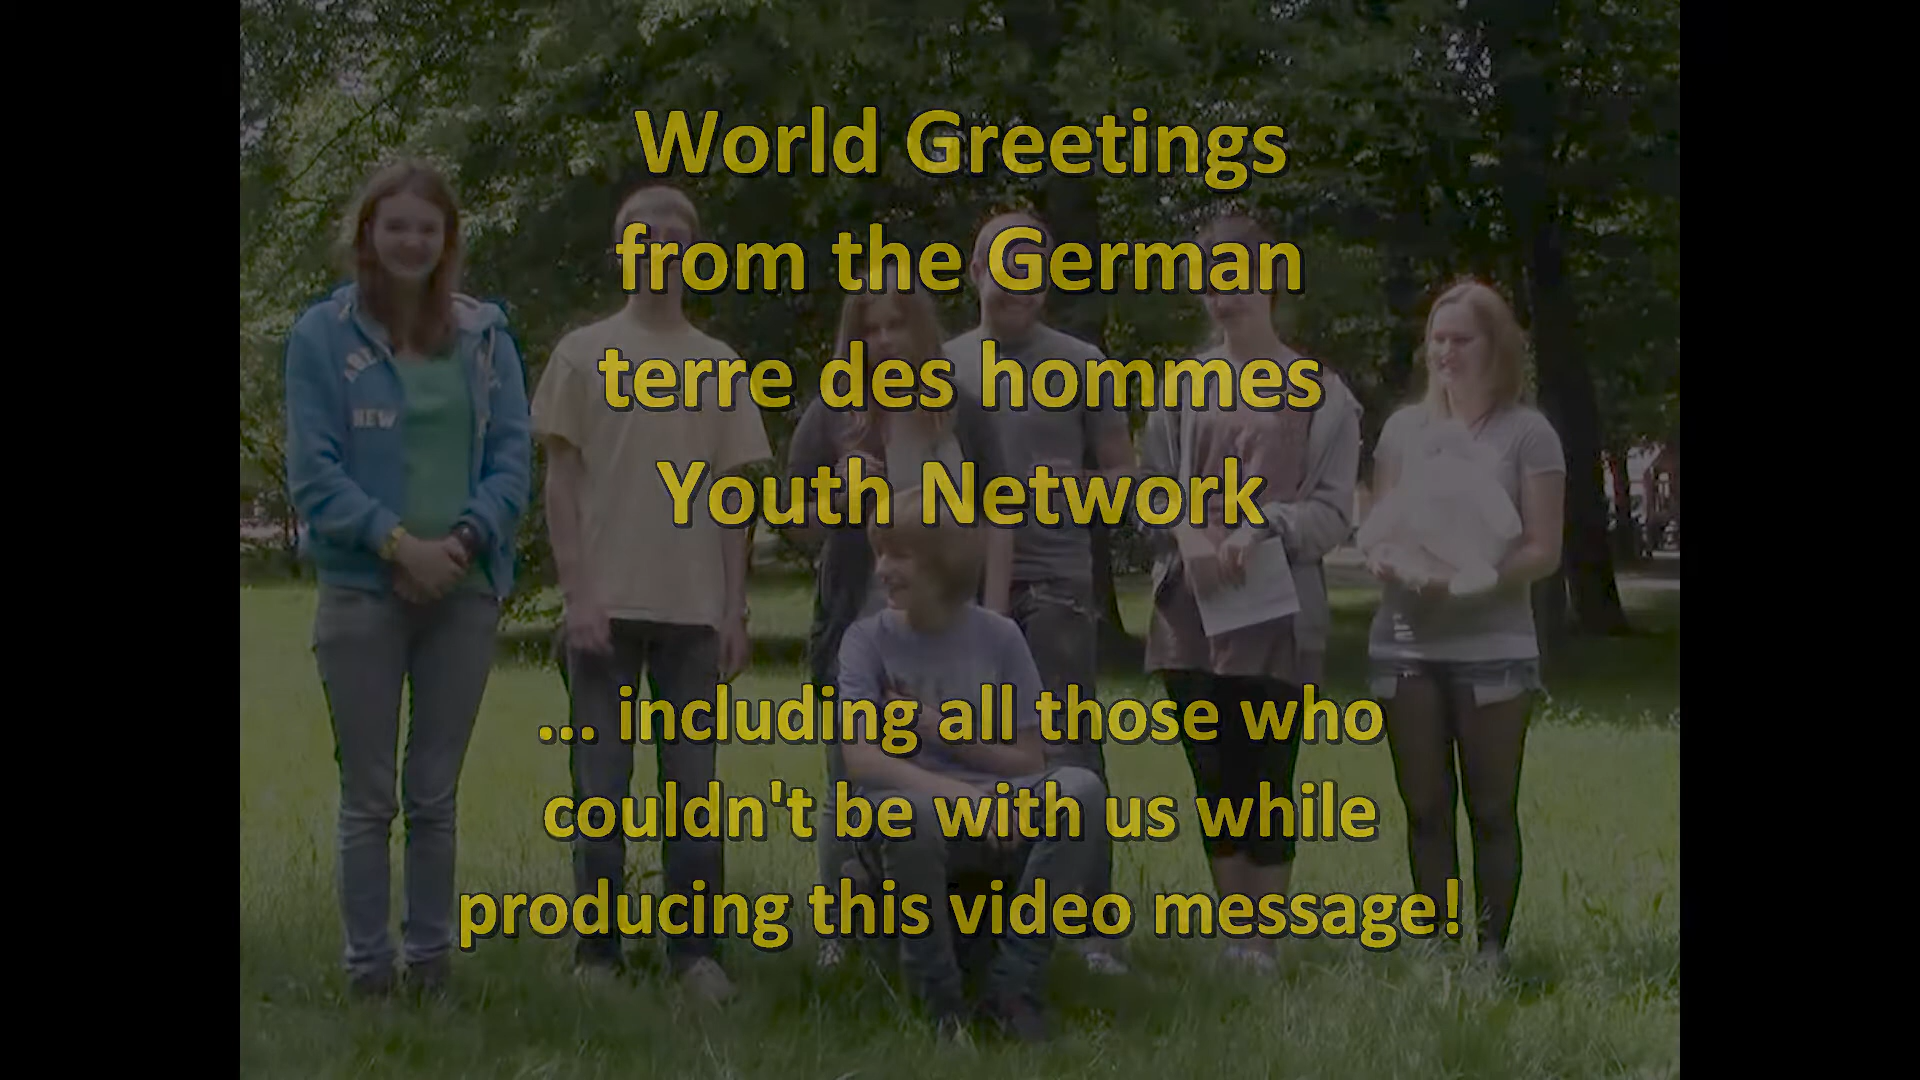 World Greetings
from the German
terre des hommes
Youth Network
... including all those who
couldn't be with us while
producing this video message!
NEW